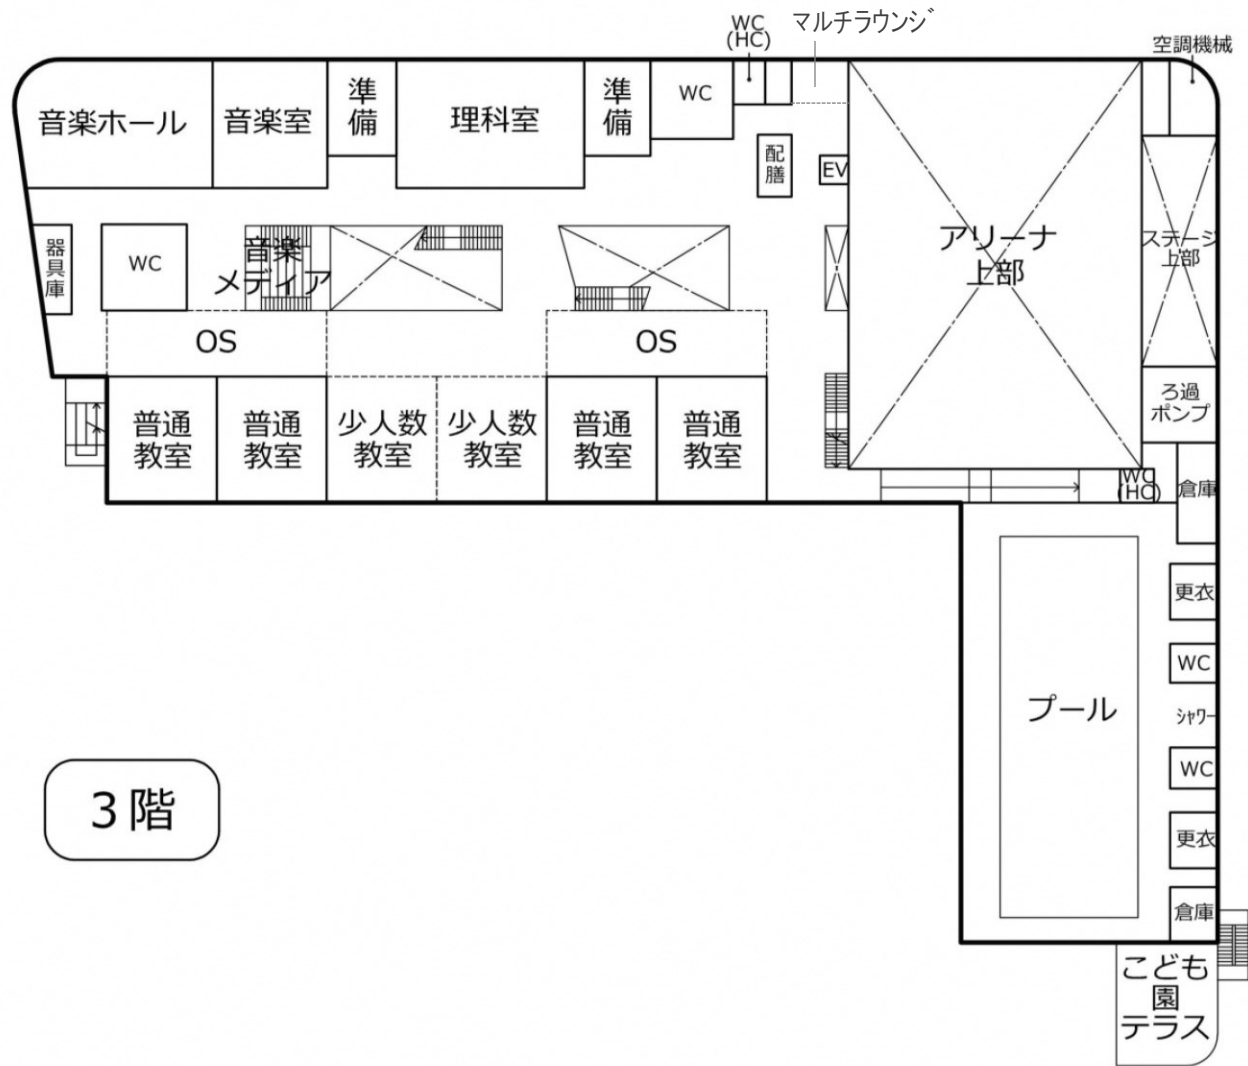 WC
(HC)
マルチラウンジ
空調機械
音楽ホール
音楽室
準
備
理科室
準
備
WC
配
膳
EV
アリーナ
上部
ステージ
上部
器
具
庫
WC
音楽
メディア
OS
OS
ろ過
ポンプ
普通
教室
普通
教室
少人数
教室
少人数
教室
普通
教室
普通
教室
WC
(HC)
倉庫
更衣
WC
プール
シャワー
WC
更衣
倉庫
3階
こども
園
テラス